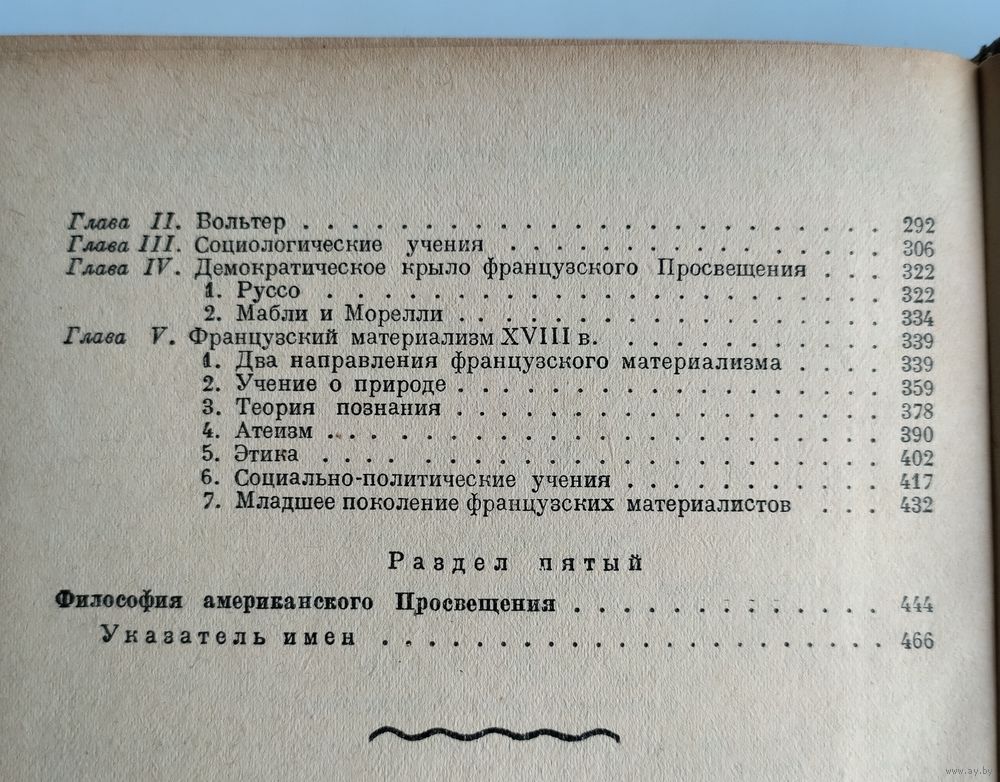 Глава II. Вольтер . . . . . . . . . . . . . . . . . . . . . . . 292
Глава III. Социологические учения . . . . . . . . . . . . . . 306
Глава IV. Демократическое крыло французского Просвещения . . . 322
1. Руссо . . . . . . . . . . . . . . . . . . . . . . 322
2. Мабли и Морелли . . . . . . . . . . . . . . . . 334
Глава V. Французский материализм XVIII в. . . . . . . . . . . 339
1. Два направления французского материализма . . . . 339
2. Учение о природе . . . . . . . . . . . . . . . . 359
3. Теория познания . . . . . . . . . . . . . . . . 378
4. Атеизм . . . . . . . . . . . . . . . . . . . . . 390
5. Этика . . . . . . . . . . . . . . . . . . . . . 402
6. Социально-политические учения . . . . . . . . . 417
7. Младшее поколение французских материалистов . . . 432
Раздел пятый
Философия американского Просвещения . . . . . . . . . . . . 444
Указатель имен . . . . . . . . . . . . . . . . . . . . 466
www.ay.by